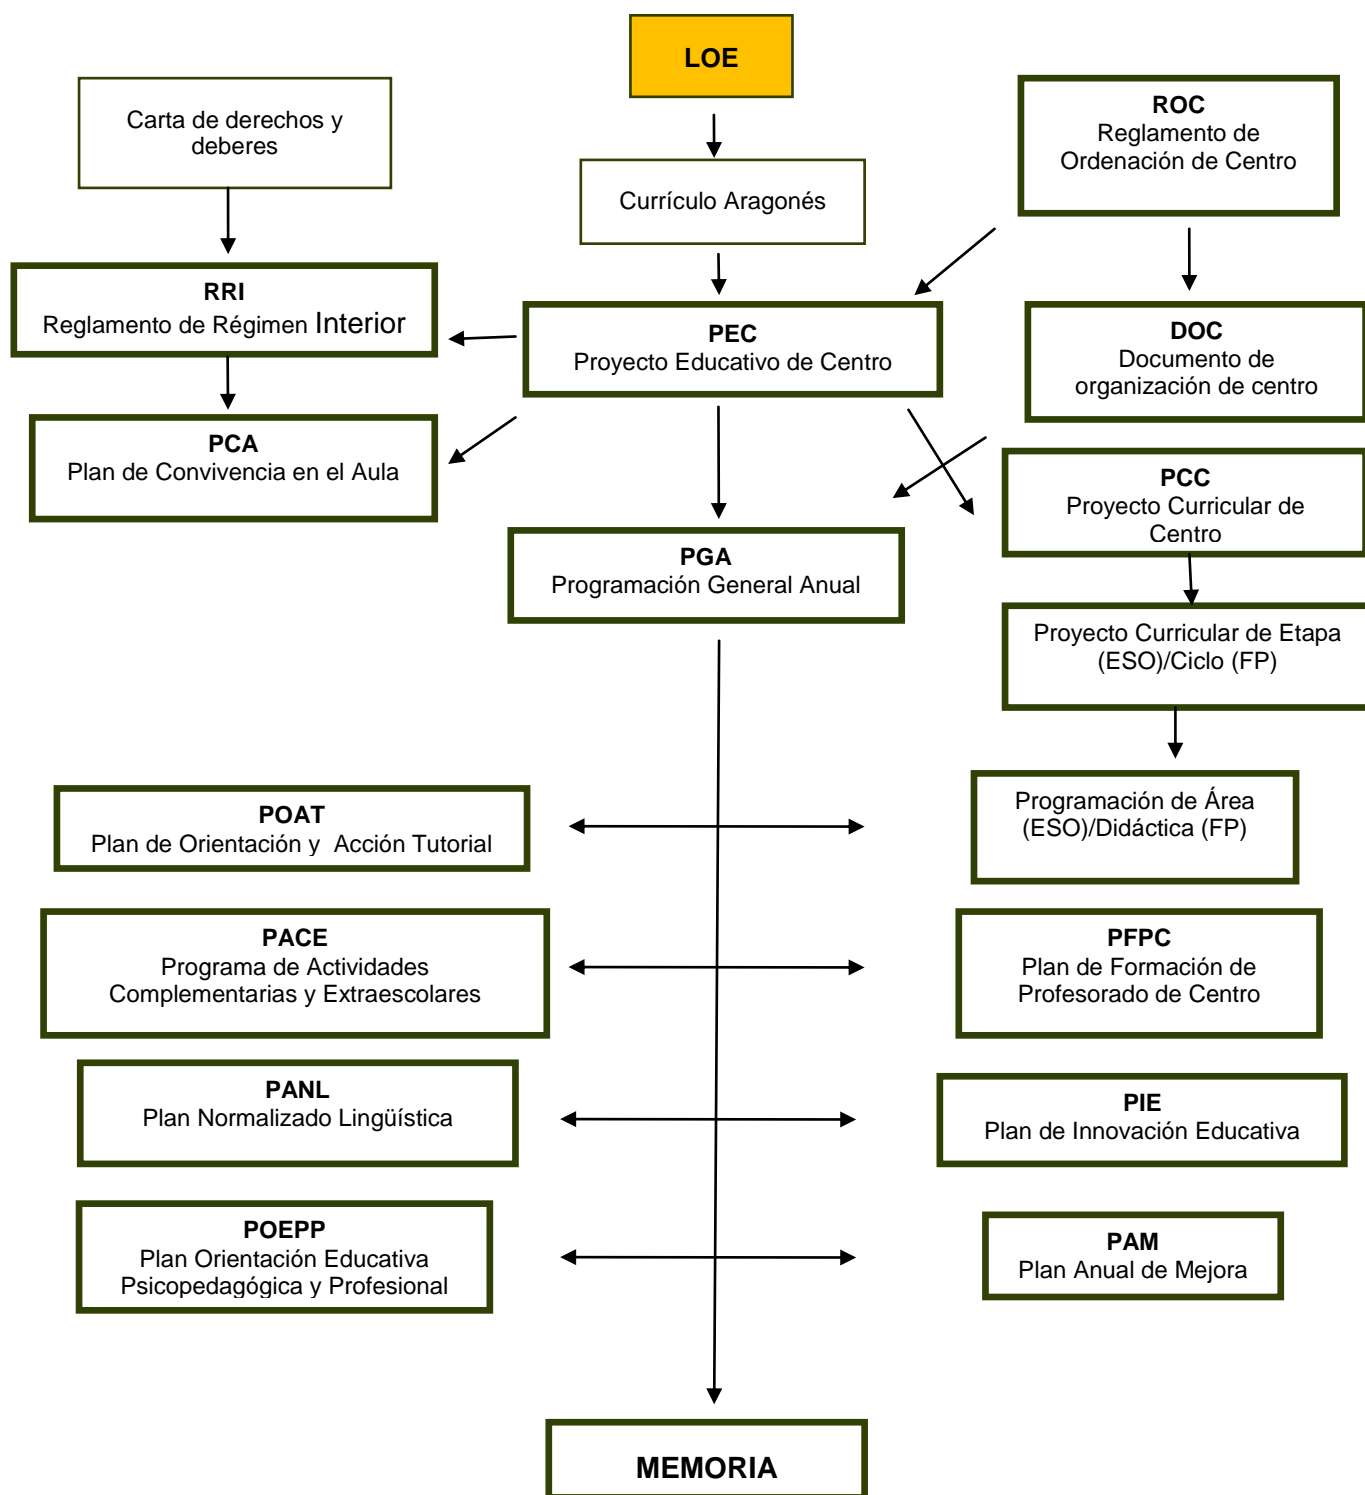 LOE
Carta de derechos y
deberes
ROC
Reglamento de
Ordenación de Centro
Currículo Aragonés
RRI
Reglamento de Régimen Interior
PEC
Proyecto Educativo de Centro
DOC
Documento de
organización de centro
PCA
Plan de Convivencia en el Aula
PCC
Proyecto Curricular de
Centro
PGA
Programación General Anual
Proyecto Curricular de Etapa
(ESO)/Ciclo (FP)
POAT
Plan de Orientación y Acción Tutorial
Programación de Área
(ESO)/Didáctica (FP)
PACE
Programa de Actividades
Complementarias y Extraescolares
PFPC
Plan de Formación de
Profesorado de Centro
PANL
Plan Normalizado Lingüística
PIE
Plan de Innovación Educativa
POEPP
Plan Orientación Educativa
Psicopedagógica y Profesional
PAM
Plan Anual de Mejora
MEMORIA